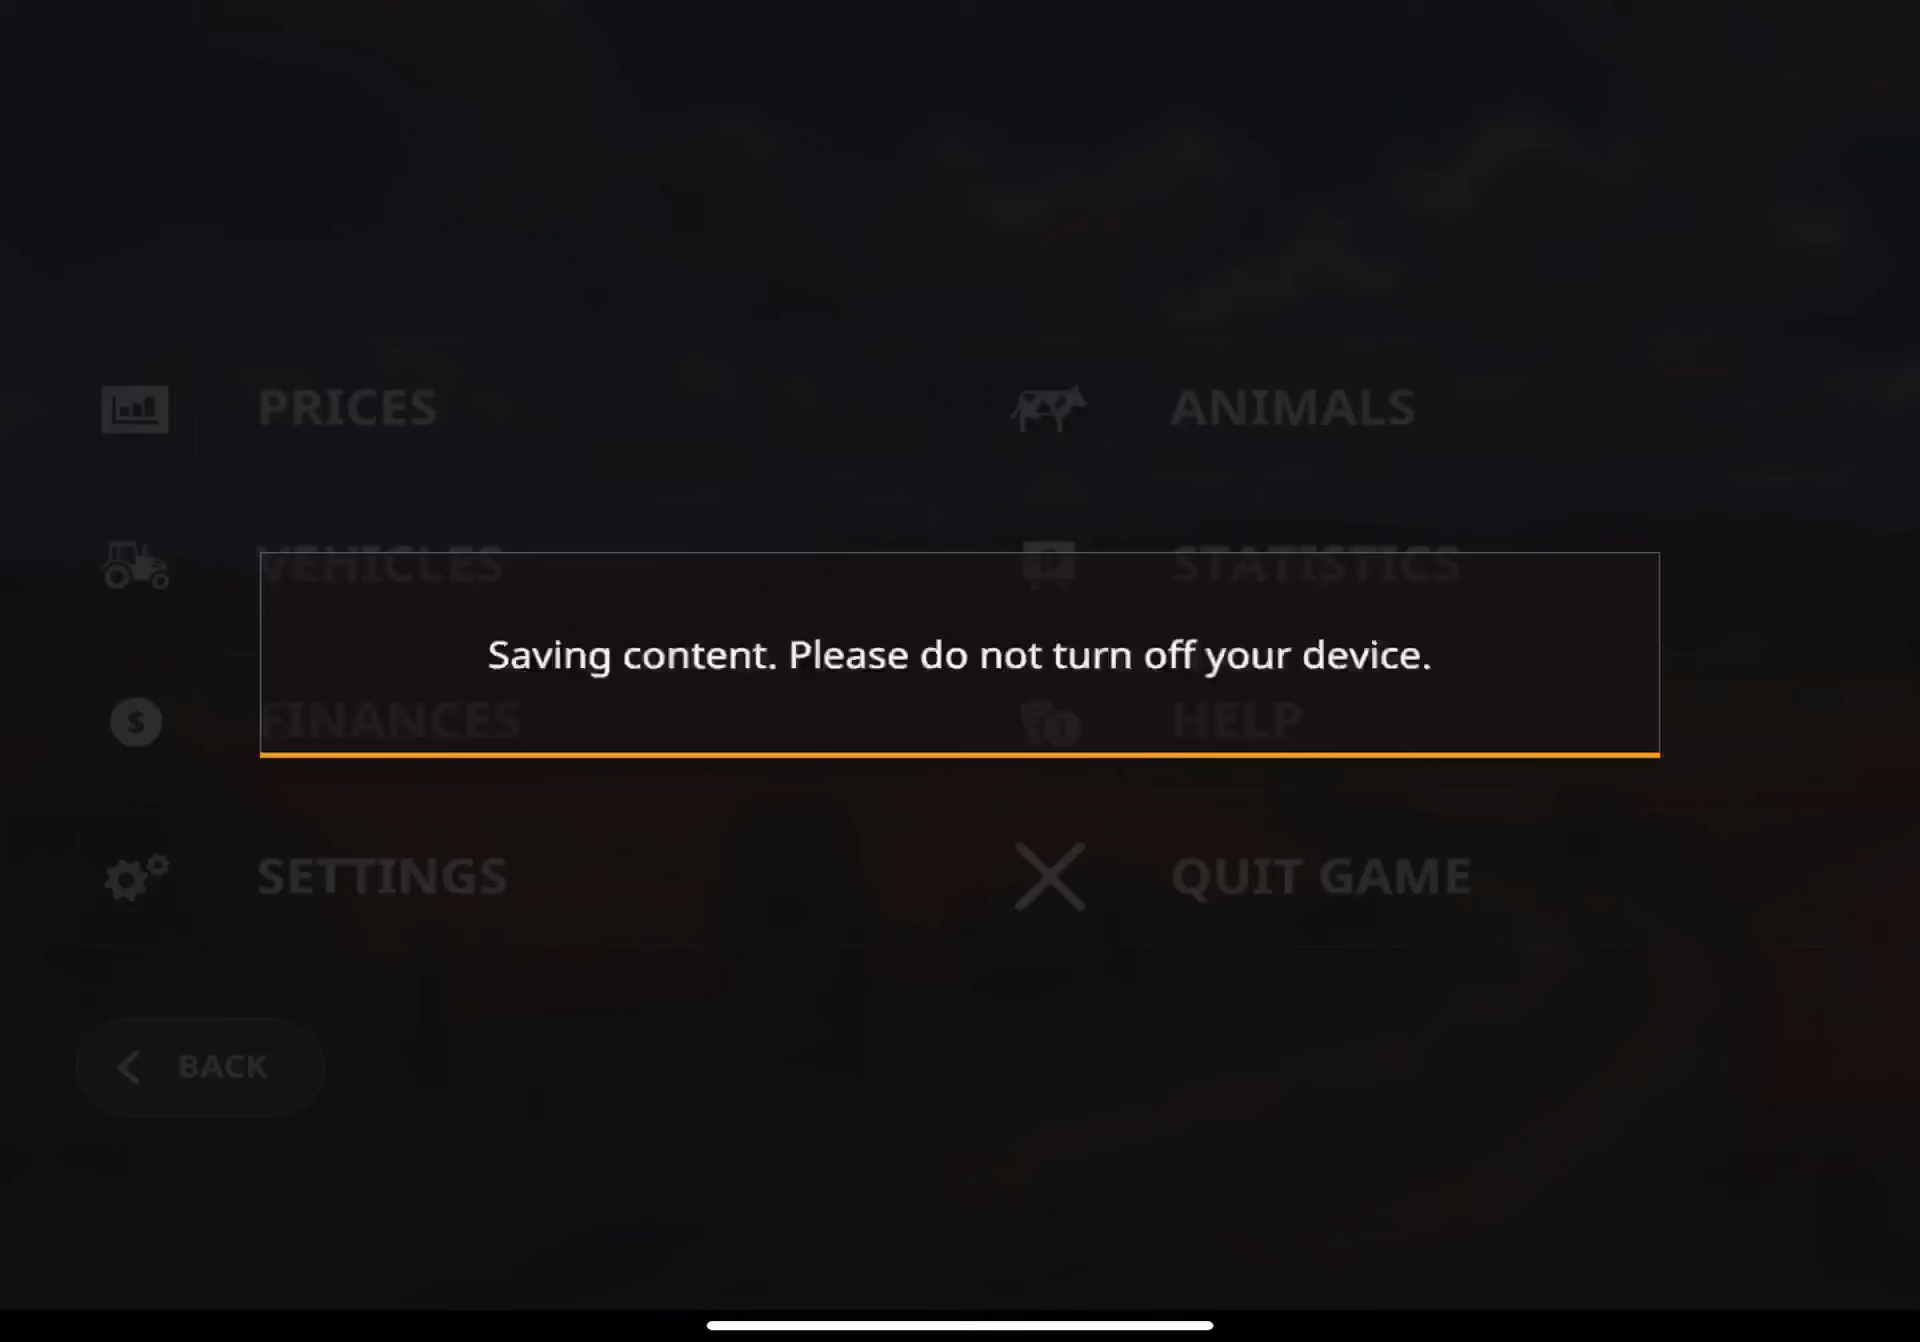 PRICES
ANIMALS
VEHICLES
STATISTICS
Saving content. Please do not turn off your device.
FINANCES
HELP
SETTINGS
QUIT GAME
BACK